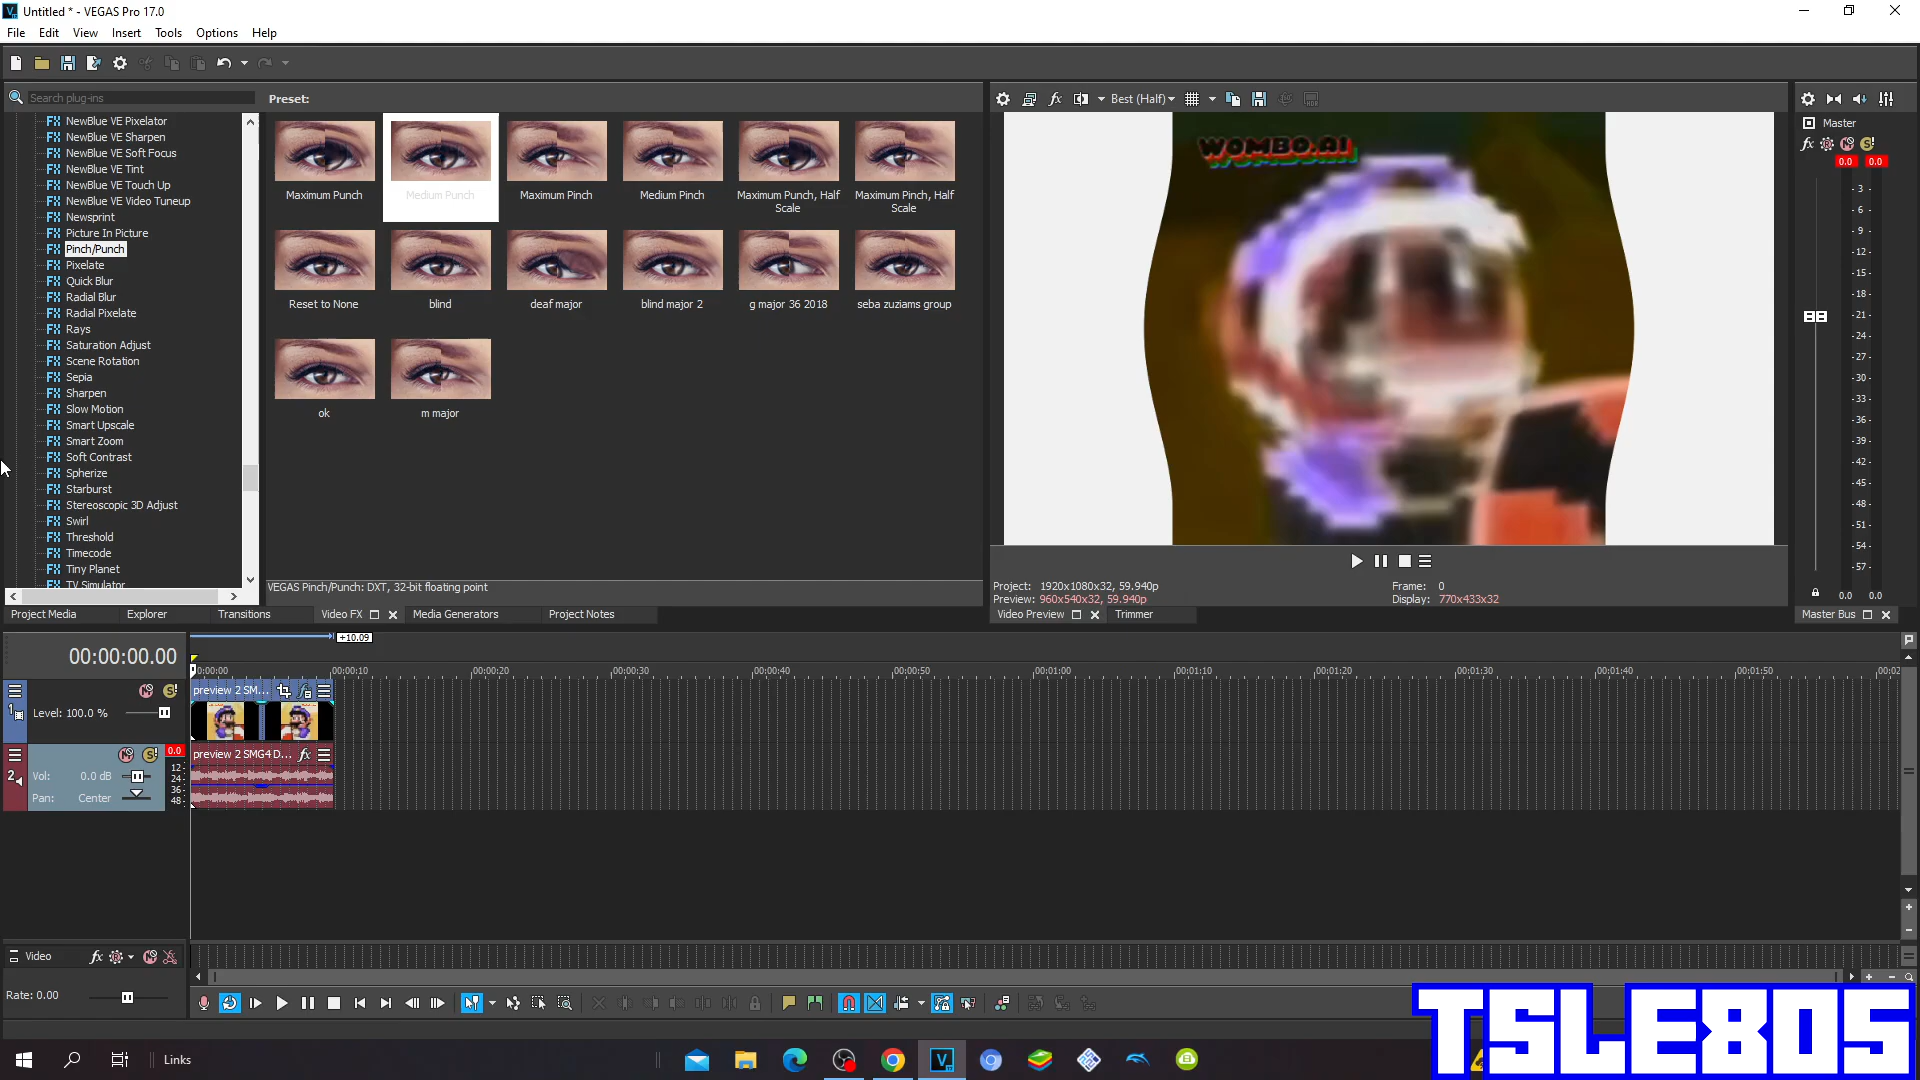 Untitled * - VEGAS Pro 17.0
File Edit View Insert Tools Options Help
Search plug-ins
Preset:
NewBlue VE Pixelator
NewBlue VE Sharpen
NewBlue VE Soft Focus
NewBlue VE Tint
NewBlue VE Touch Up
NewBlue VE Video Tuneup
Newsprint
Picture In Picture
Pinch/Punch
Pixelate
Quick Blur
Radial Blur
Radial Pixelate
Rays
Saturation Adjust
Scene Rotation
Sepia
Sharpen
Slow Motion
Smart Upscale
Smart Zoom
Soft Contrast
Spherize
Starburst
Stereoscopic 3D Adjust
Swirl
Threshold
Timecode
Tiny Planet
TV Simulator
Maximum Punch
Medium Punch
Maximum Pinch
Medium Pinch
Maximum Punch, Half Scale
Maximum Pinch, Half Scale
Reset to None
blind
deaf major
blind major 2
g major 36 2018
seba zuziams group
ok
m major
VEGAS Pinch/Punch: DXT, 32-bit floating point
Project Media Explorer Transitions Video FX Media Generators Project Notes
Best (Half)
WOMBO.AI
Project: 1920x1080x32, 59.940p
Preview: 960x540x32, 59.940p
Frame: 0
Display: 770x433x32
Video Preview Trimmer
Master
0.0 0.0
- 3 -
- 6 -
- 9 -
- 12 -
- 15 -
- 18 -
- 21 -
- 24 -
- 27 -
- 30 -
- 33 -
- 36 -
- 39 -
- 42 -
- 45 -
- 48 -
- 51 -
- 54 -
- 57 -
0.0 0.0
Master Bus
+10.09
00:00:00.00
0:00:00 00:00:10 00:00:20 00:00:30 00:00:40 00:00:50 00:01:00 00:01:10 00:01:20 00:01:30 00:01:40 00:01:50 00:02
1
Level: 100.0 %
preview 2 SM...
2
Vol: 0.0 dB
Pan: Center
0.0
12
24
36
48
preview 2 SMG4 D...
Video
Rate: 0.00
Links
TSLE805